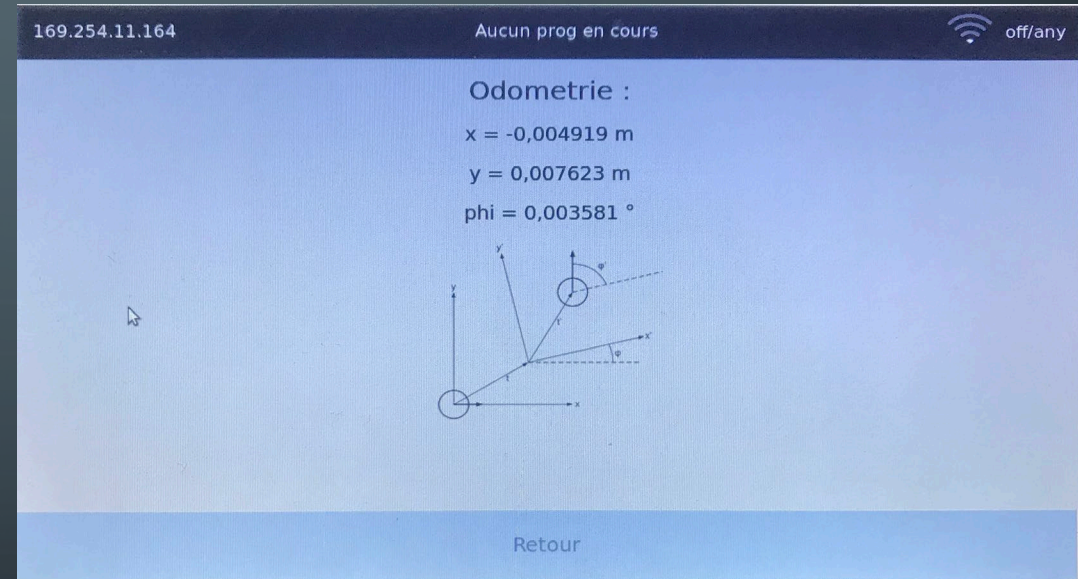 169.254.11.164 Aucun prog en cours off/any
Odometrie :
x = -0,004919 m
y = 0,007623 m
phi = 0,003581 °
y'
φ'
y
r'
x'
φ
t
x
Retour